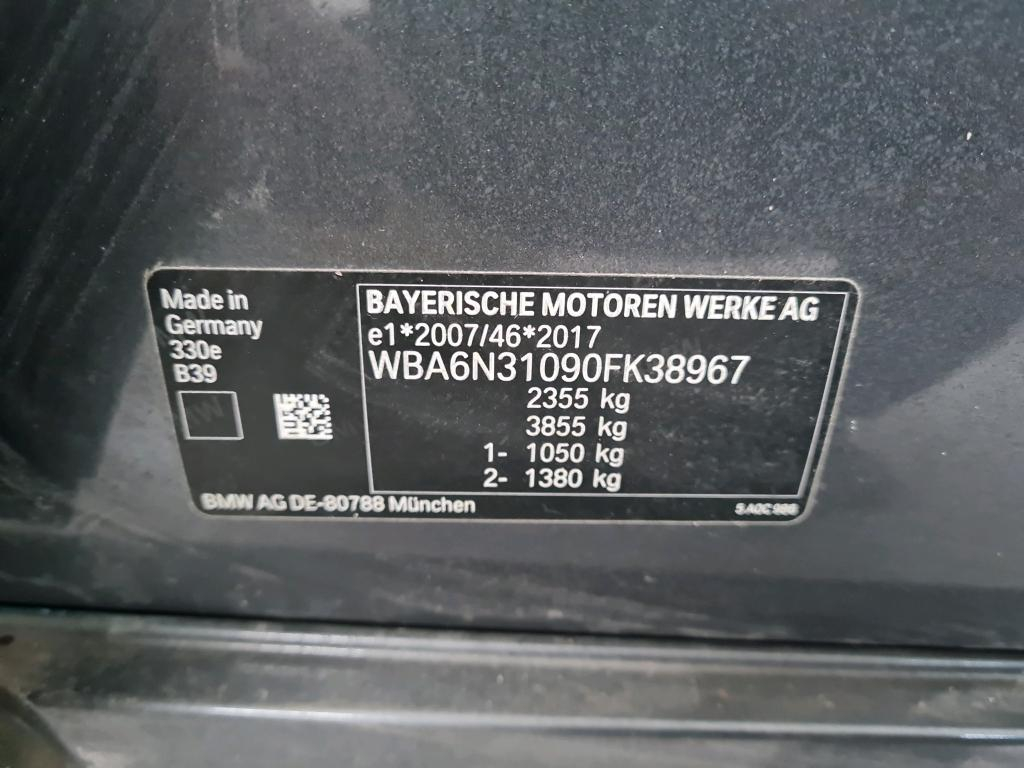 Made in
Germany
330e
B39
BMW AG DE-80788 München
BAYERISCHE MOTOREN WERKE AG
e1*2007/46*2017
WBA6N31090FK38967
2355 kg
3855 kg
1- 1050 kg
2- 1380 kg